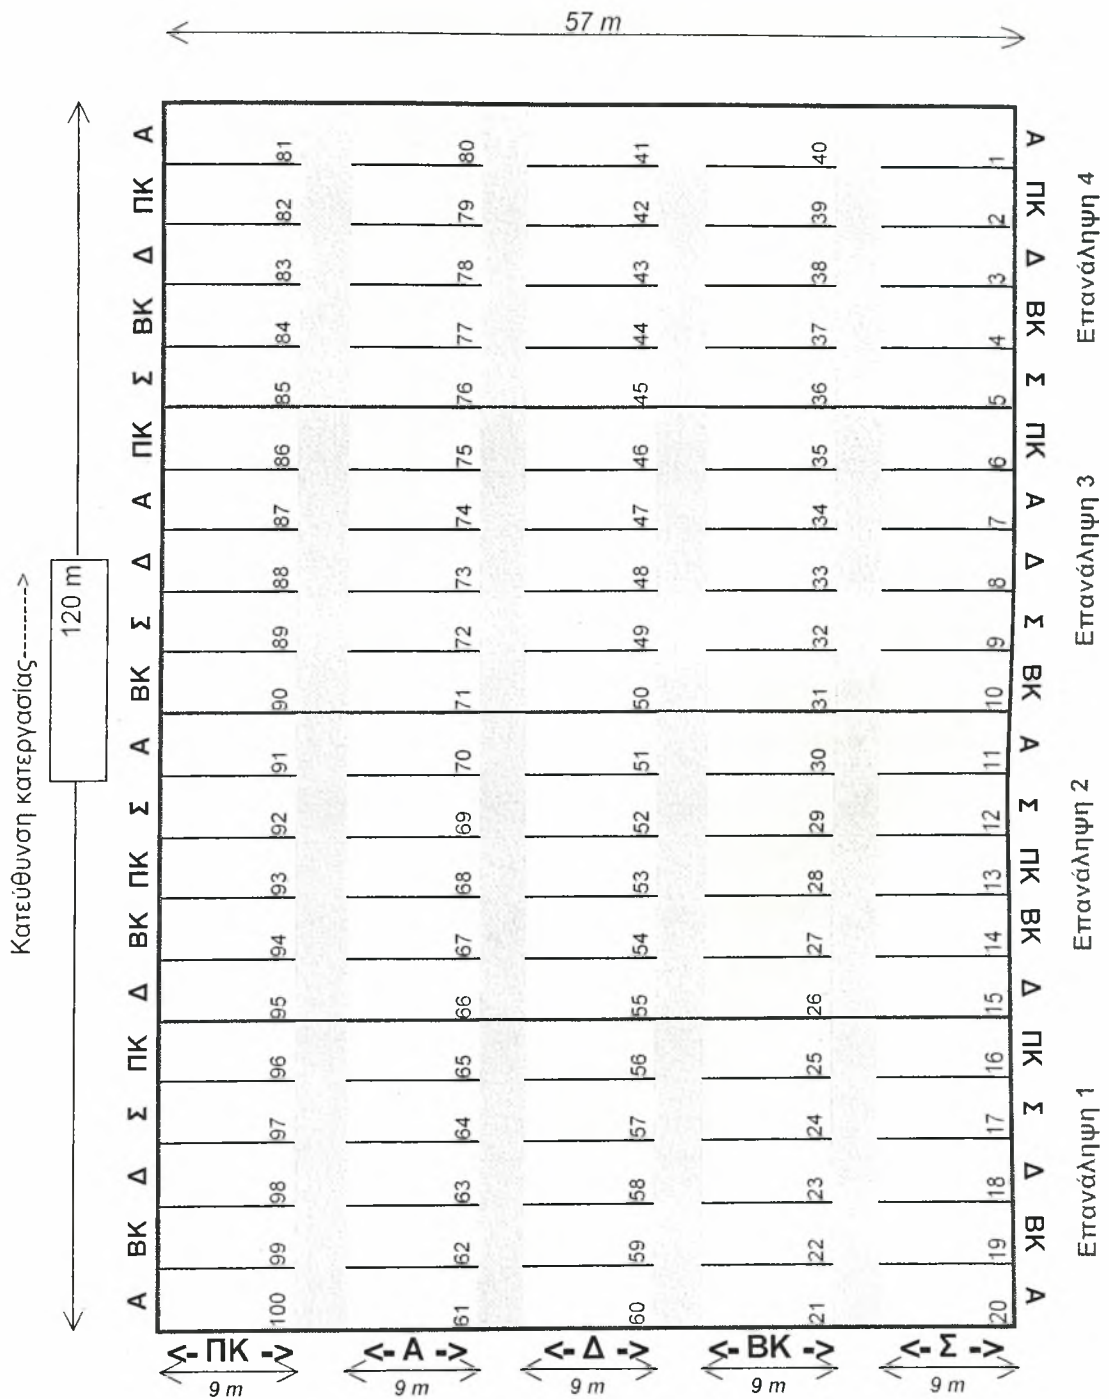 57 m
120 m
Κατεύθυνση κατεργασίας-------->
Α 81 80 41 40 1 Α
ΠΚ 82 79 42 39 2 ΠΚ
Δ 83 78 43 38 3 Δ
ΒΚ 84 77 44 37 4 ΒΚ
Σ 85 76 45 36 5 Σ
Επανάληψη 4
ΠΚ 86 75 46 35 6 ΠΚ
Α 87 74 47 34 7 Α
Δ 88 73 48 33 8 Δ
Σ 89 72 49 32 9 Σ
ΒΚ 90 71 50 31 10 ΒΚ
Επανάληψη 3
Α 91 70 51 30 11 Α
Σ 92 69 52 29 12 Σ
ΠΚ 93 68 53 28 13 ΠΚ
ΒΚ 94 67 54 27 14 ΒΚ
Δ 95 66 55 26 15 Δ
Επανάληψη 2
ΠΚ 96 65 56 25 16 ΠΚ
Σ 97 64 57 24 17 Σ
Δ 98 63 58 23 18 Δ
ΒΚ 99 62 59 22 19 ΒΚ
Α 100 61 60 21 20 Α
Επανάληψη 1
<- ΠΚ -> <- Α -> <- Δ -> <- ΒΚ -> <- Σ ->
9 m 9 m 9 m 9 m 9 m